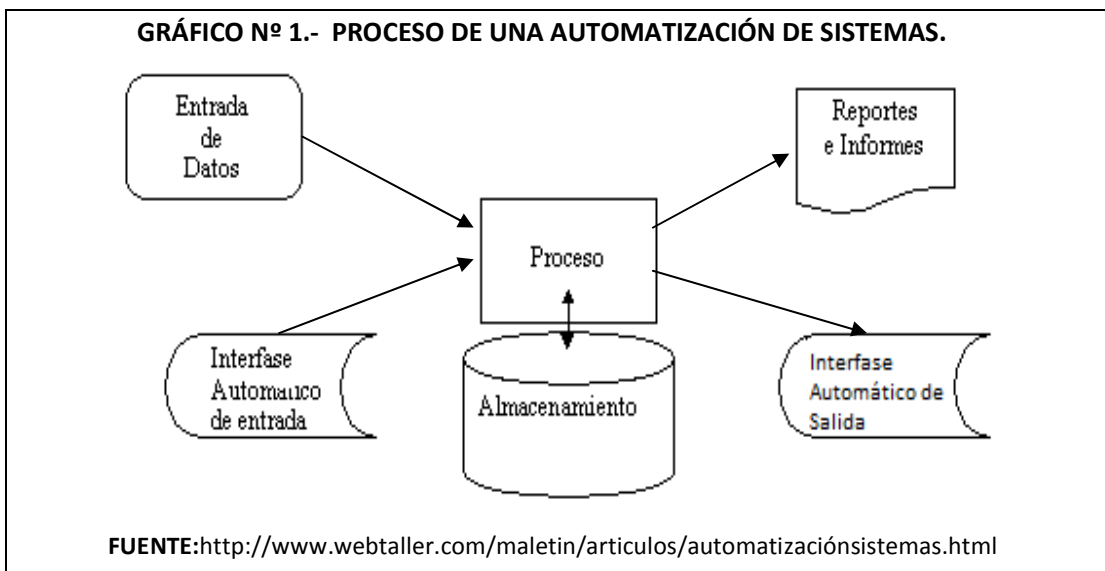 GRÁFICO Nº 1.- PROCESO DE UNA AUTOMATIZACIÓN DE SISTEMAS.
Entrada
de
Datos
Reportes
e Informes
Proceso
Interfase
Automático
de entrada
Almacenamiento
Interfase
Automático de
Salida
FUENTE:http://www.webtaller.com/maletin/articulos/automatizaciónsistemas.html